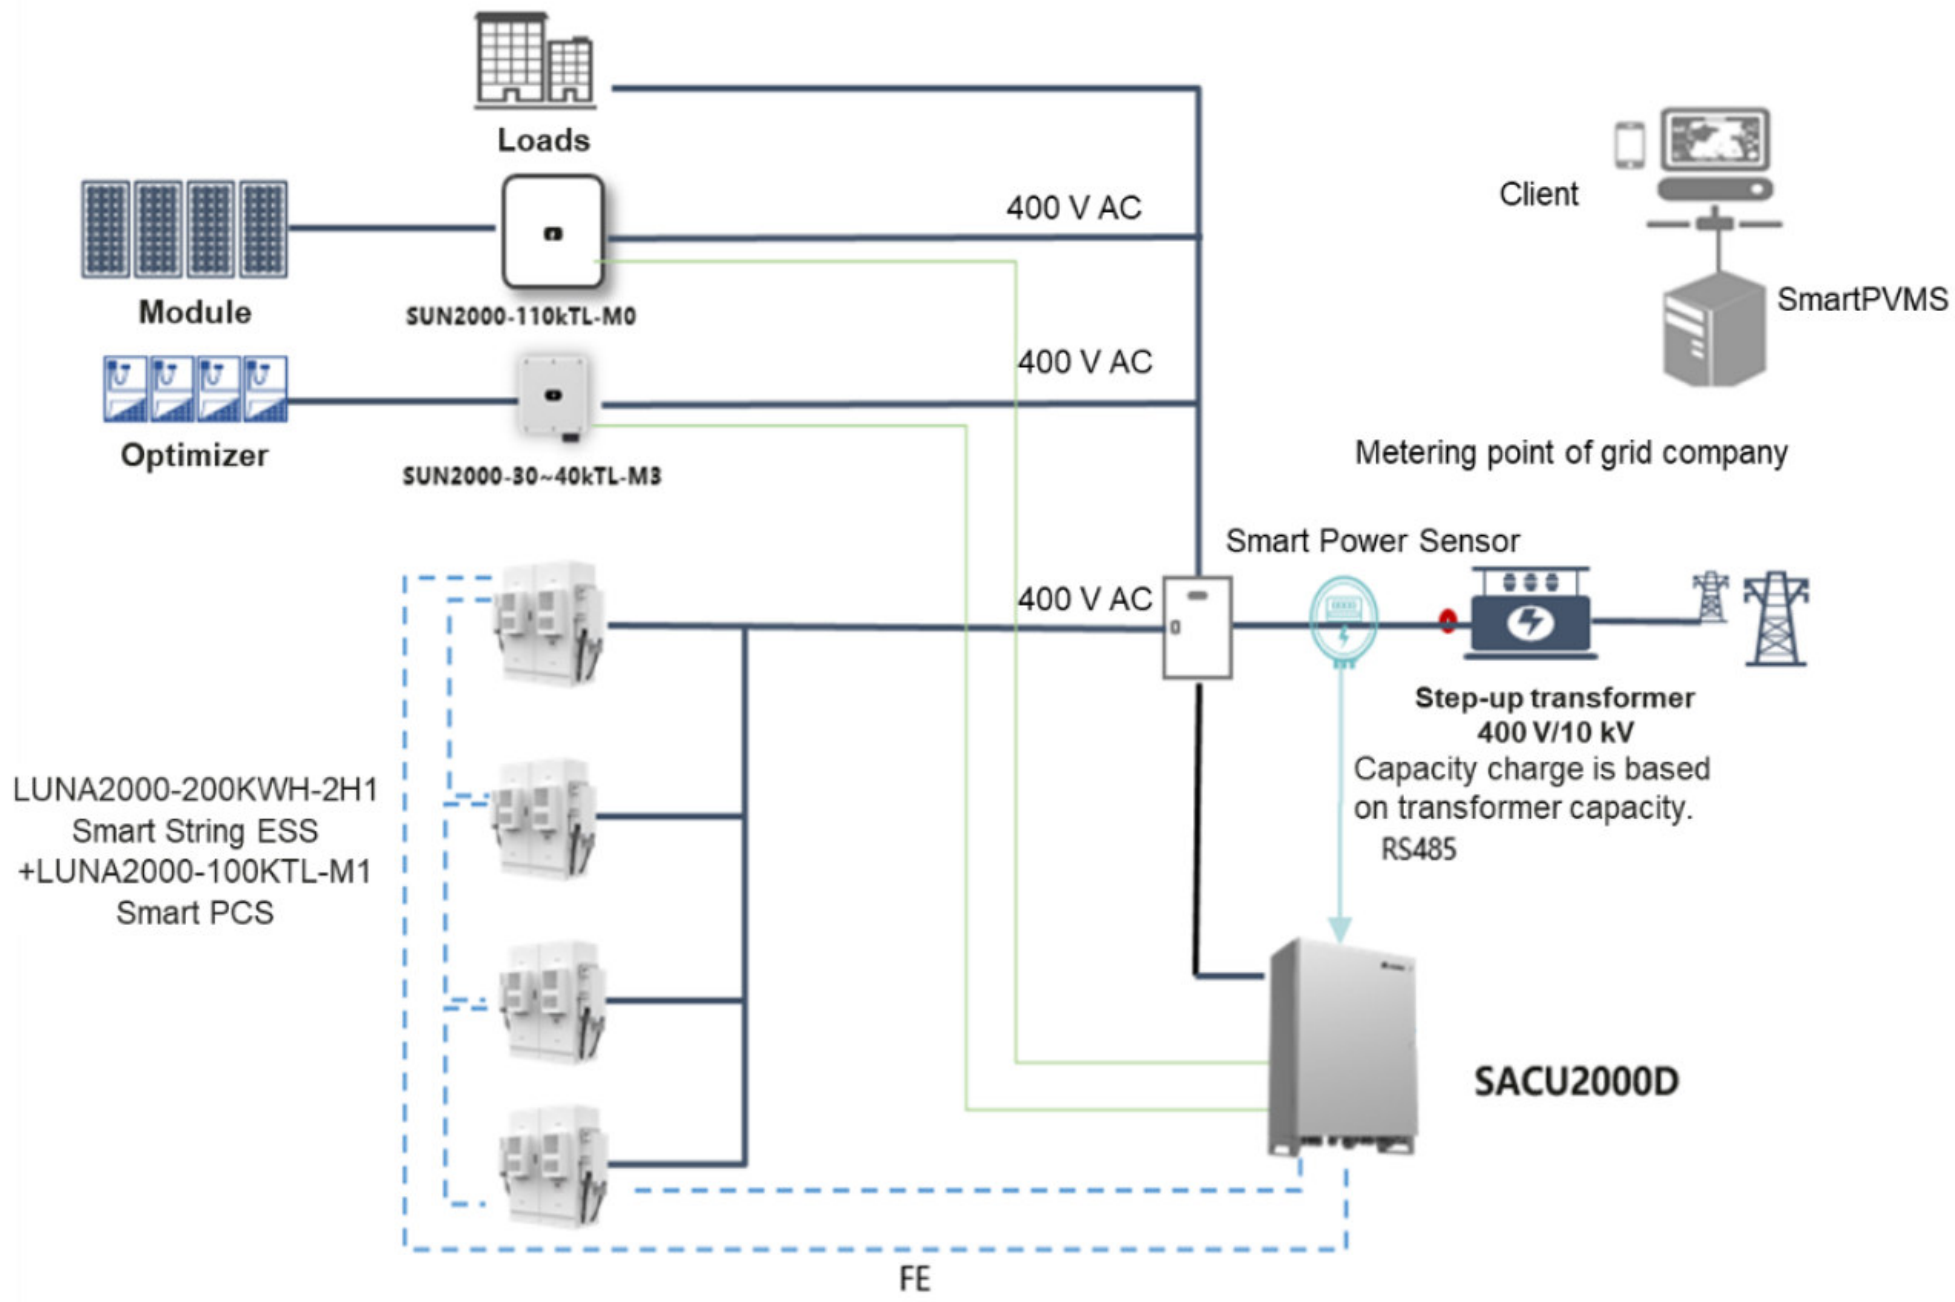 Loads
400 V AC
Client
Module
SUN2000-110kTL-M0
SmartPVMS
400 V AC
Optimizer
SUN2000-30~40kTL-M3
Metering point of grid company
Smart Power Sensor
400 V AC
Step-up transformer
400 V/10 kV
Capacity charge is based
on transformer capacity.
RS485
LUNA2000-200KWH-2H1
Smart String ESS
+LUNA2000-100KTL-M1
Smart PCS
SACU2000D
FE